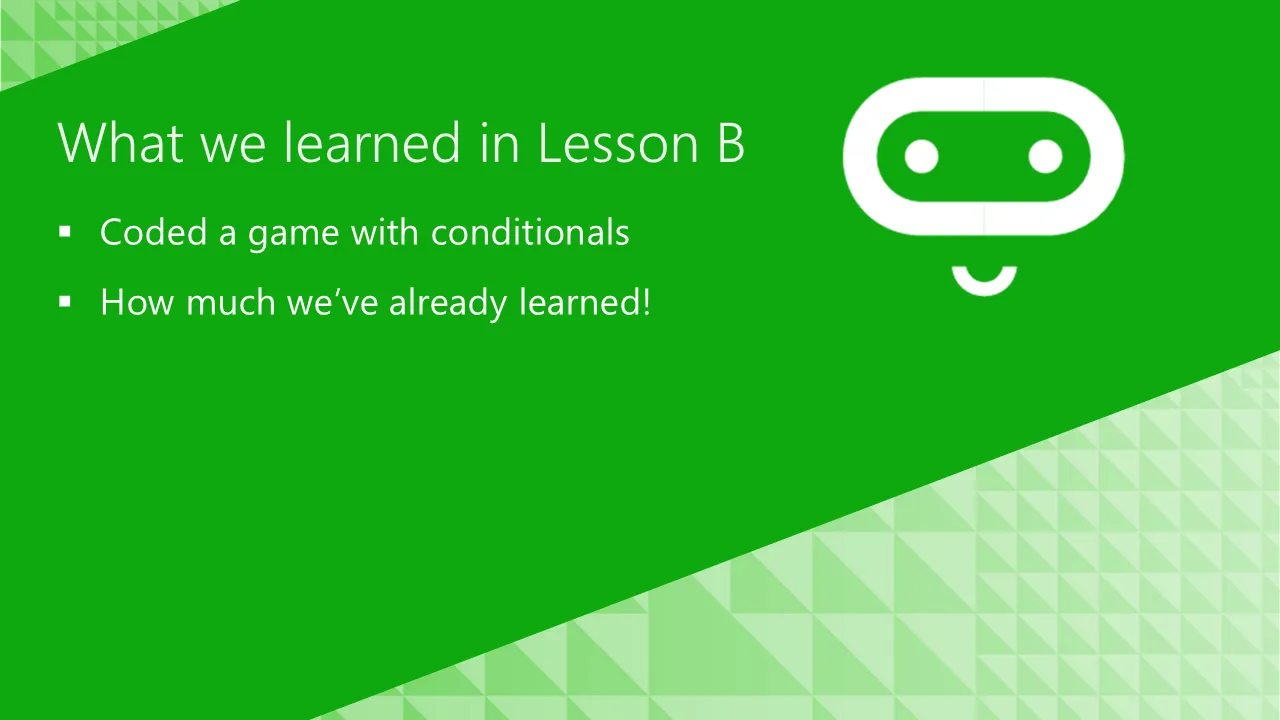 What we learned in Lesson B
▪ Coded a game with conditionals
▪ How much we’ve already learned!